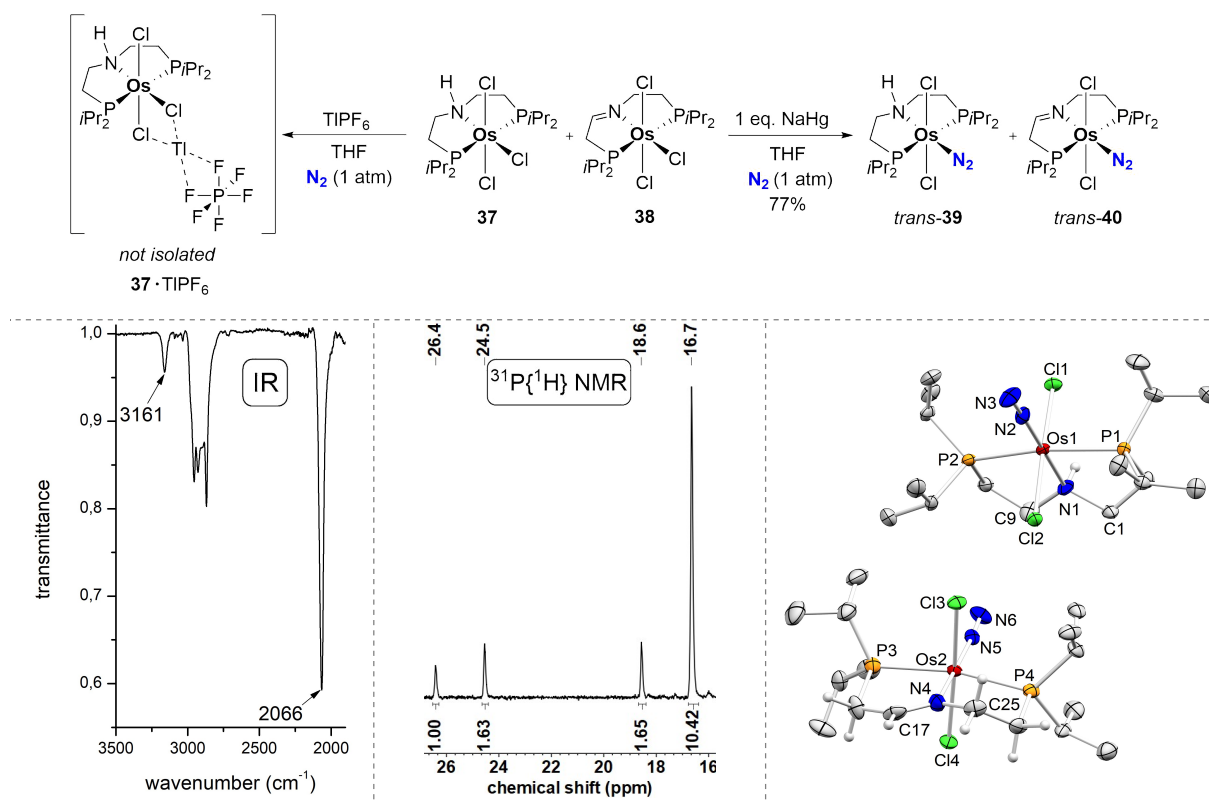 H
N
Cl
PiPr2
Os
P
iPr2
Cl
Cl
Tl
F
F
F
F
P
F
F
F
not isolated
37·TlPF6
TlPF6
THF
N2 (1 atm)
H
N
Cl
PiPr2
Os
P
iPr2
Cl
Cl
37
+
N
Cl
PiPr2
Os
P
iPr2
Cl
Cl
38
1 eq. NaHg
THF
N2 (1 atm)
77%
H
N
Cl
PiPr2
Os
P
iPr2
N2
Cl
trans-39
+
N
Cl
PiPr2
Os
P
iPr2
N2
Cl
trans-40
1,0
0,9
0,8
0,7
0,6
transmittance
IR
3161
2066
3500
3000
2500
2000
wavenumber (cm-1)
26.4
24.5
18.6
16.7
31P{1H} NMR
1.00
1.63
1.65
10.42
26
24
22
20
18
16
chemical shift (ppm)
Cl1
N3
N2
Os1
P1
P2
N1
C9
Cl2
C1
Cl3
N6
N5
P3
Os2
P4
N4
C25
C17
Cl4